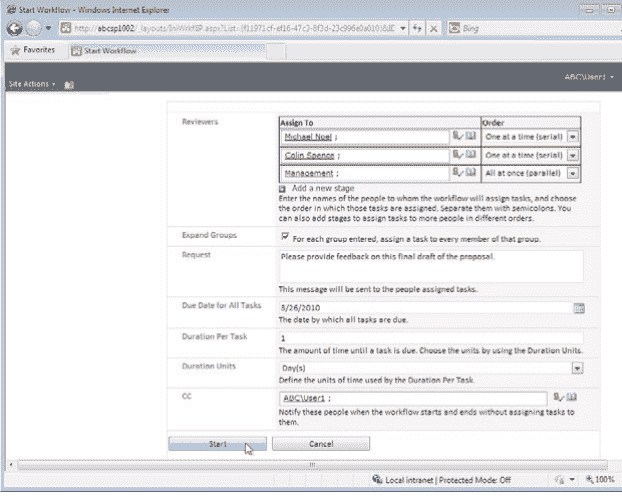 Start Workflow - Windows Internet Explorer
Bing
Favorites
Start Workflow
ABC\User1
Site Actions
Reviewers
Assign To
Order
Michael Noel ;
One at a time (serial)
Colin Spence ;
One at a time (serial)
Management ;
All at once (parallel)
Add a new stage
Enter the names of the people to whom the workflow will assign tasks, and choose
the order in which those tasks are assigned. Separate them with semicolons. You
can also add stages to assign tasks to more people in different orders.
Expand Groups
For each group entered, assign a task to every member of that group.
Request
Please provide feedback on this final draft of the proposal.
This message will be sent to the people assigned tasks.
Due Date for All Tasks
3/26/2010
The date by which all tasks are due.
Duration Per Task
1
The amount of time until a task is due. Choose the units by using the Duration Units.
Duration Units
Day(s)
Define the units of time used by the Duration Per Task.
CC
ABC\User1 ;
Notify these people when the workflow starts and ends without assigning tasks to
them.
Start
Cancel
Local intranet | Protected Mode: Off
100%